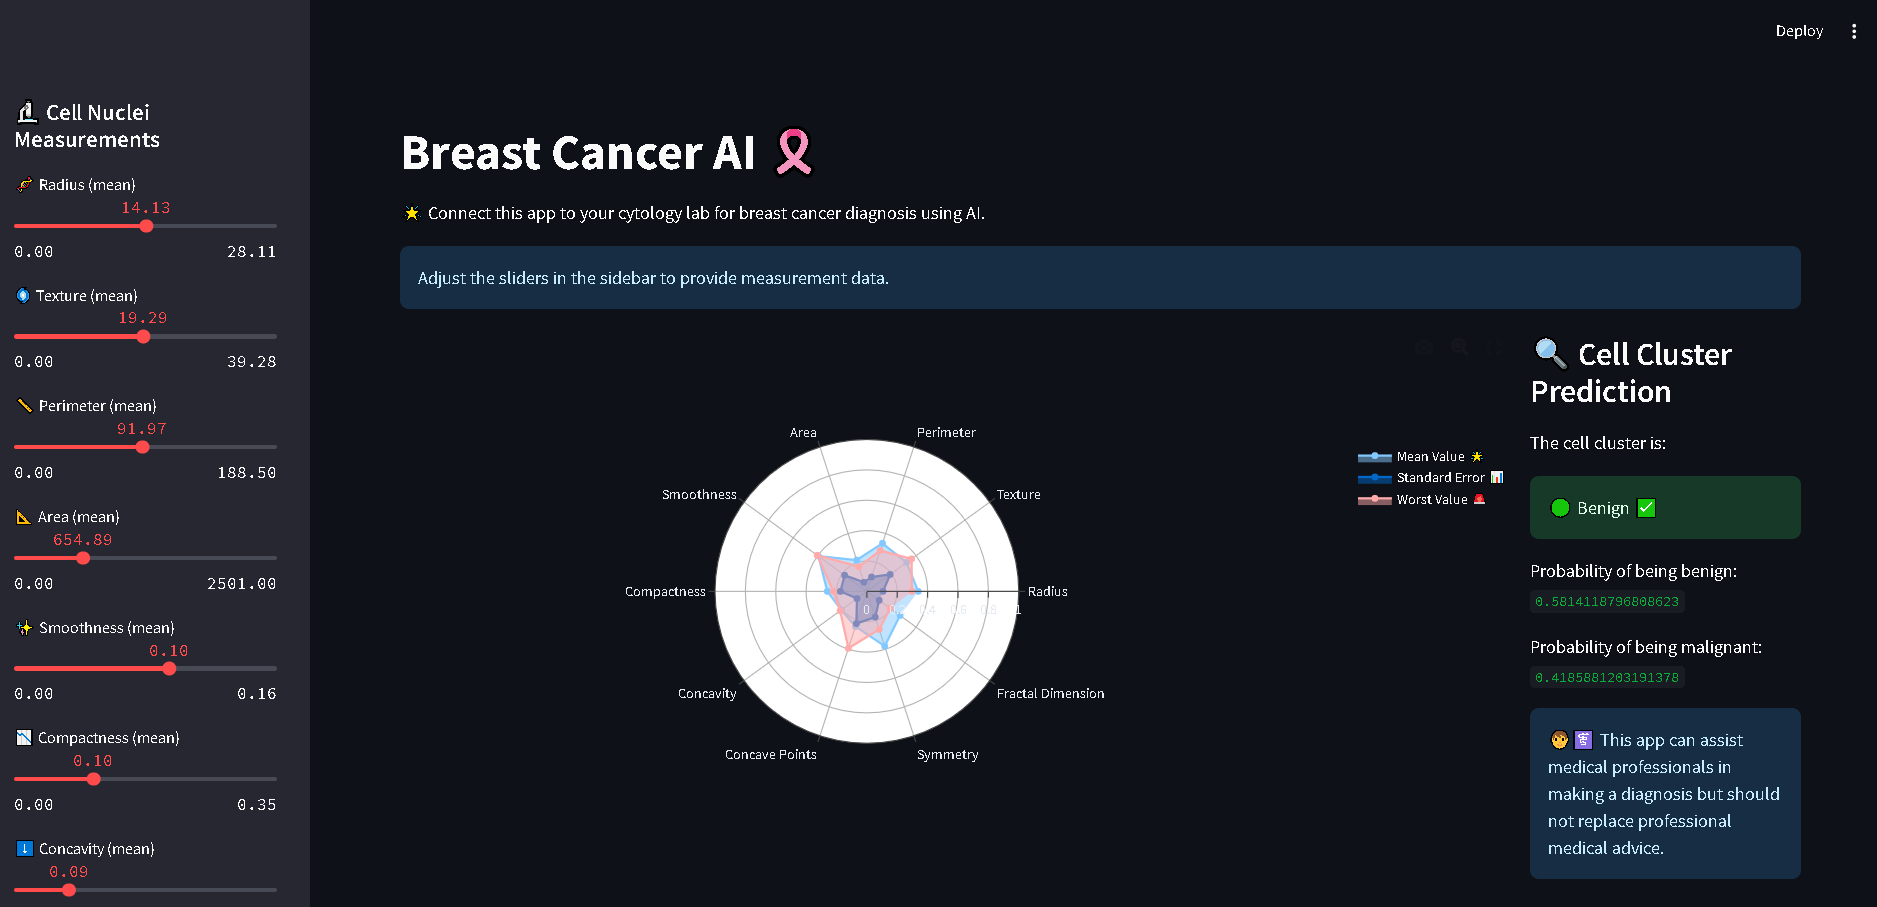 Deploy
Cell Nuclei
Measurements
Radius (mean)
14.13
0.00 28.11
Texture (mean)
19.29
0.00 39.28
Perimeter (mean)
91.97
0.00 188.50
Area (mean)
654.89
0.00 2501.00
Smoothness (mean)
0.10
0.00 0.16
Compactness (mean)
0.10
0.00 0.35
Concavity (mean)
0.09
Breast Cancer AI
Connect this app to your cytology lab for breast cancer diagnosis using AI.
Adjust the sliders in the sidebar to provide measurement data.
Area
Perimeter
Smoothness
Texture
Compactness
Radius
0 0.2 0.4 0.6 0.8 1
Concavity
Fractal Dimension
Concave Points
Symmetry
Mean Value
Standard Error
Worst Value
Cell Cluster
Prediction
The cell cluster is:
Benign
Probability of being benign:
0.5814118796808623
Probability of being malignant:
0.4185881203191378
This app can assist
medical professionals in
making a diagnosis but should
not replace professional
medical advice.